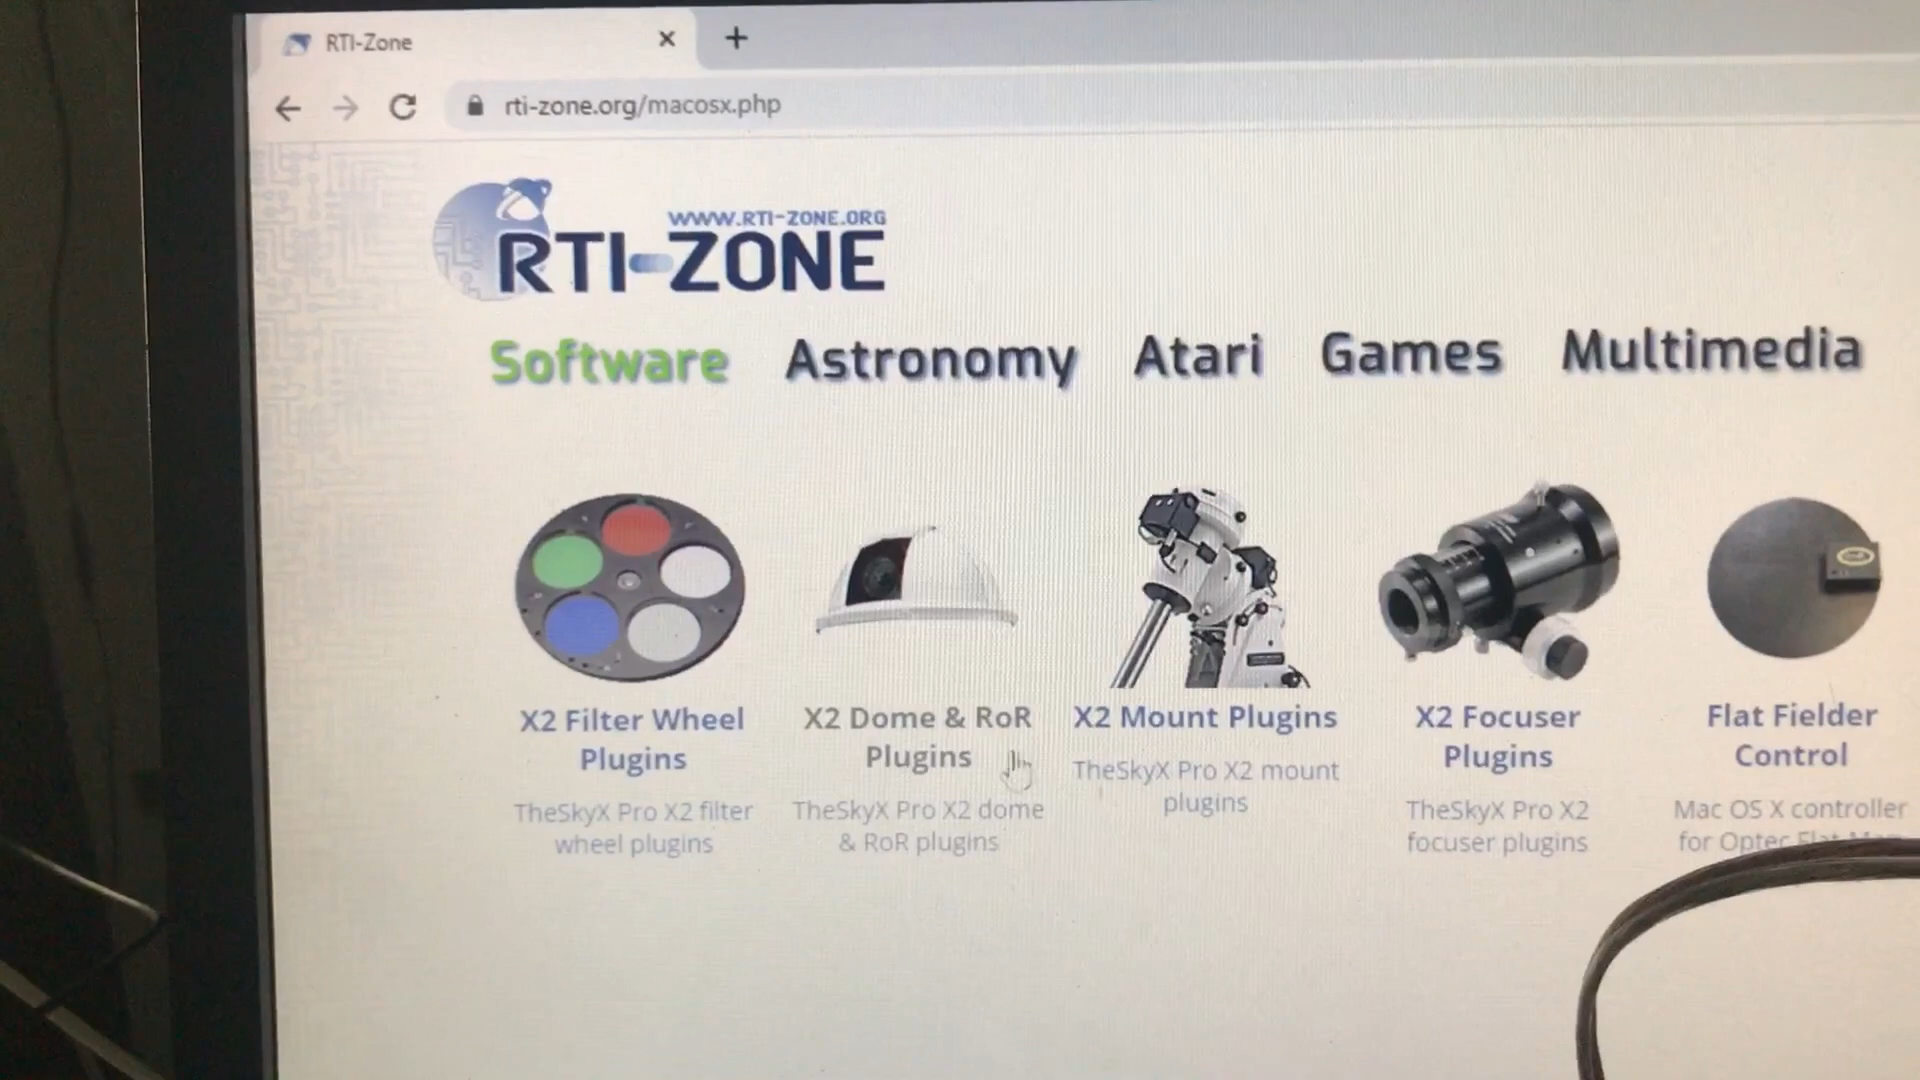 RTI-Zone
rti-zone.org/macosx.php
WWW.RTI-ZONE.ORG
RTI-ZONE
Software Astronomy Atari Games Multimedia
X2 Filter Wheel
Plugins
TheSkyX Pro X2 filter
wheel plugins
X2 Dome & RoR
Plugins
TheSkyX Pro X2 dome
& RoR plugins
X2 Mount Plugins
TheSkyX Pro X2 mount
plugins
X2 Focuser
Plugins
TheSkyX Pro X2
focuser plugins
Flat Fielder
Control
Mac OS X controller
for Optec